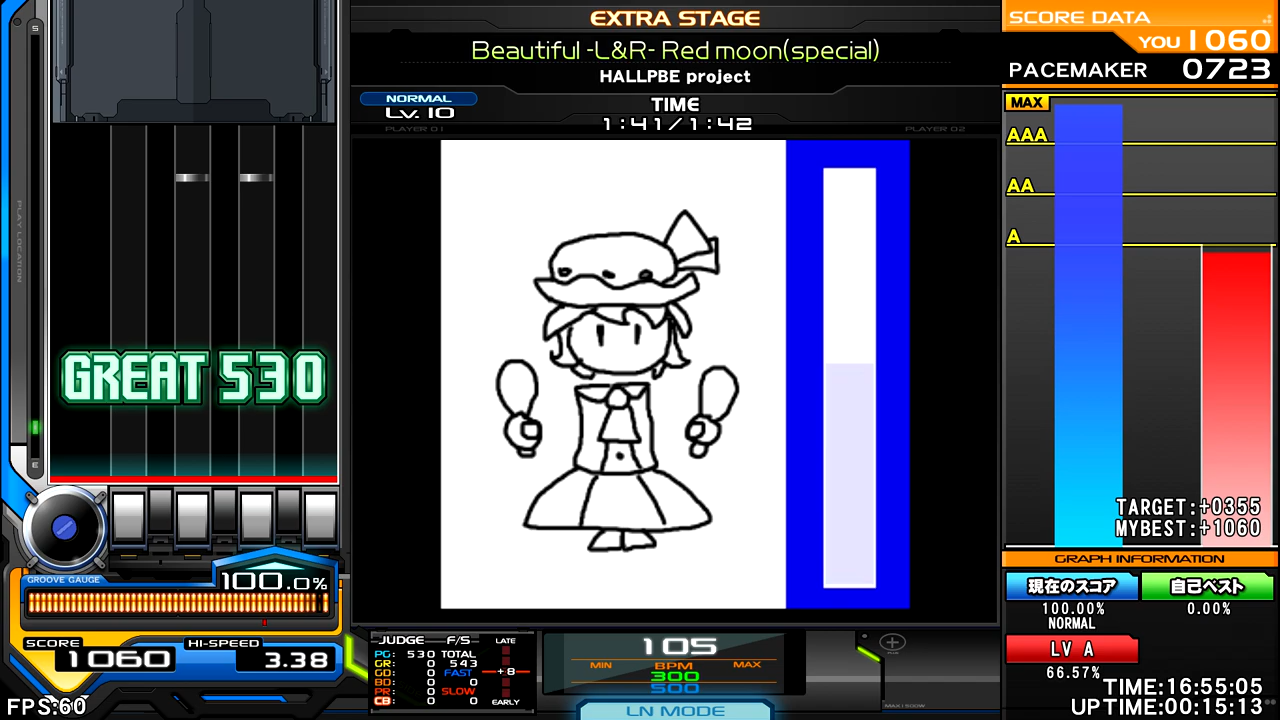 EXTRA STAGE
Beautiful -L&R- Red moon(special)
HALLPBE project
NORMAL
LV. 10
TIME
1:41/1:42
PLAYER 01
PLAYER 02
S
PLAY LOCATION
E
GREAT 530
GROOVE GAUGE
100.0%
SCORE
1060
HI-SPEED
3.38
FPS:60
JUDGE F/S LATE
PG: 530 TOTAL
GR: 0 543
GD: 0 FAST +8
BD: 0 0
PR: 0 SLOW
CB: 0 0 EARLY
105
MIN BPM MAX
300
500
LN MODE
SCORE DATA
YOU 1060
PACEMAKER 0723
MAX
AAA
AA
A
TARGET:+0355
MYBEST:+1060
GRAPH INFORMATION
現在のスコア 自己ベスト
100.00% 0.00%
NORMAL
LV A
66.57%
TIME:16:55:05
UP TIME:00:15:13